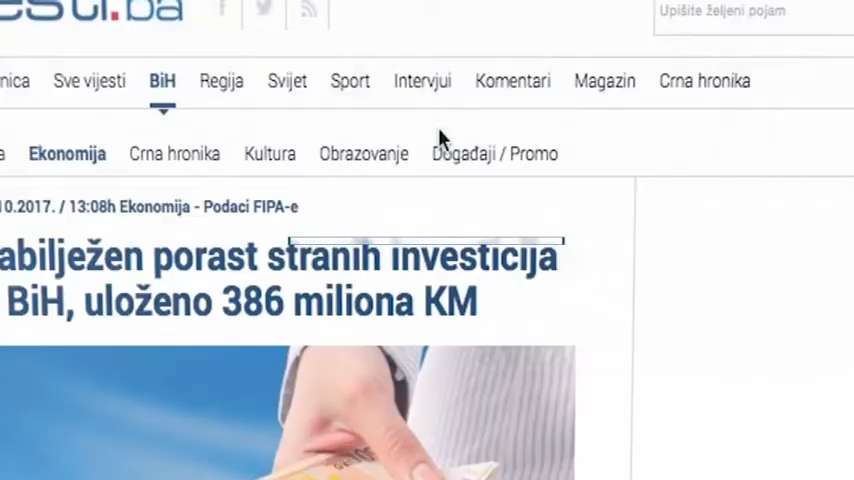 Upišite željeni pojam
Sve vijesti BiH Regija Svijet Sport Intervjui Komentari Magazin Crna hronika
Ekonomija Crna hronika Kultura Obrazovanje Događaji / Promo
10.2017. / 13:08h Ekonomija - Podaci FIPA-e
abilježen porast stranih investicija
BiH, uloženo 386 miliona KM